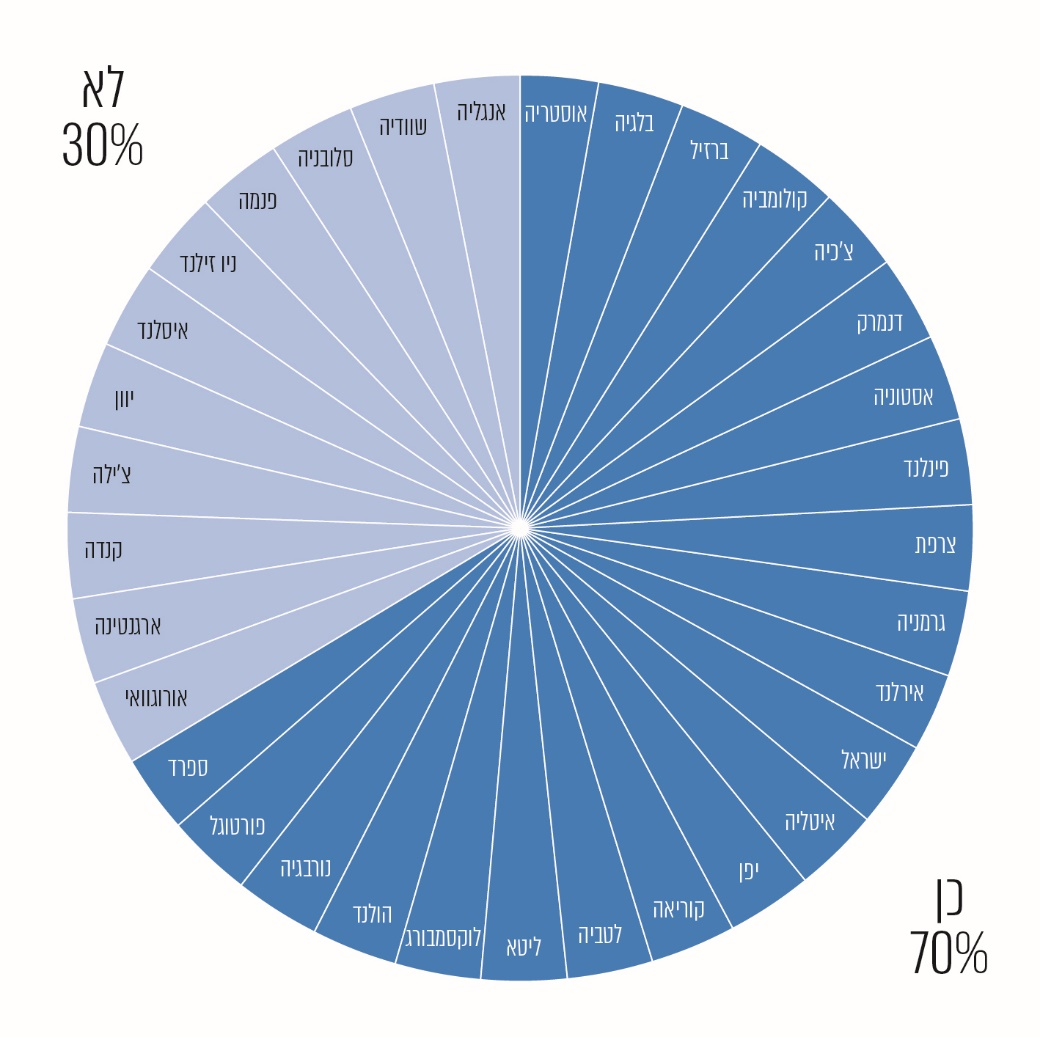 לא
30%
אוסטריה
בלגיה
ברזיל
קולומביה
צ'כיה
דנמרק
אסטוניה
פינלנד
צרפת
גרמניה
אירלנד
ישראל
איטליה
יפן
קוריאה
לטביה
ליטא
לוקסמבורג
הולנד
נורבגיה
פורטוגל
ספרד
אורוגוואי
ארגנטינה
קנדה
צ'ילה
יוון
איסלנד
ניו זילנד
פנמה
סלובניה
שוודיה
אנגליה
כן
70%